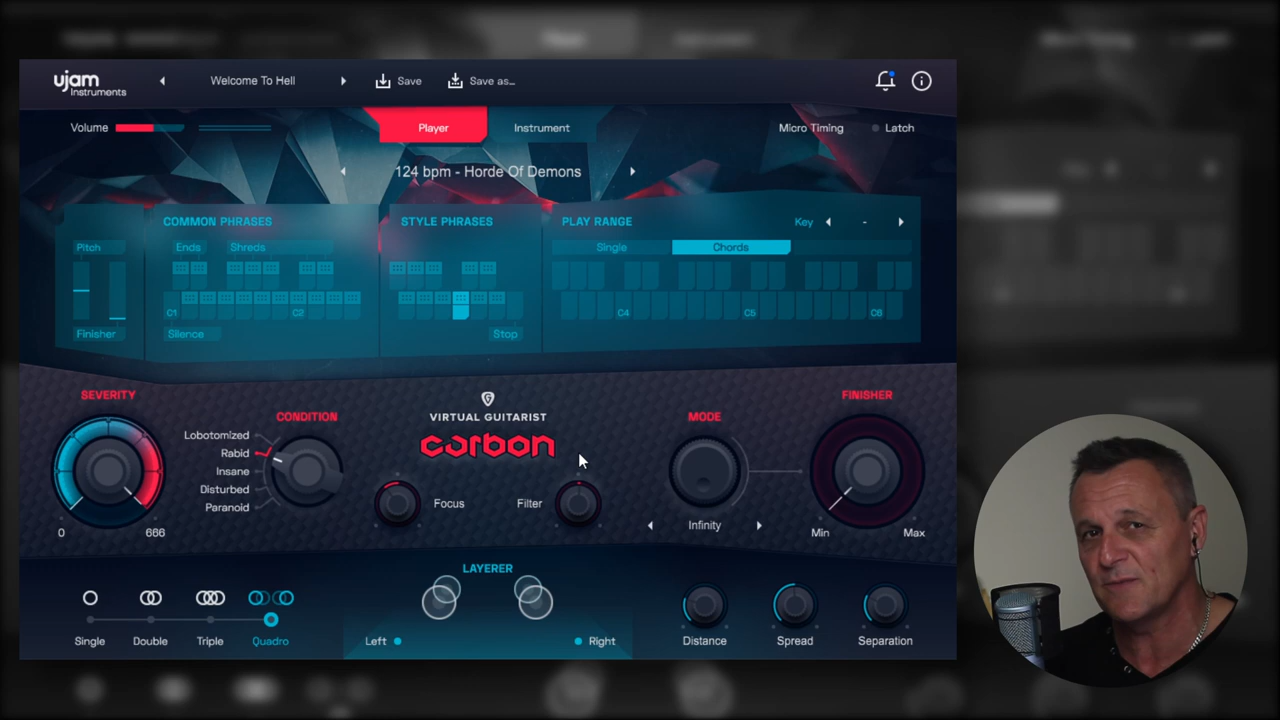 ujam
Instruments
Welcome To Hell
Save
Save as...
Volume
Player
Instrument
Micro Timing
Latch
124 bpm - Horde Of Demons
COMMON PHRASES
STYLE PHRASES
PLAY RANGE
Key
-
Pitch
Ends
Shreds
Single
Chords
C1
C2
C4
C5
C6
Finisher
Silence
Stop
SEVERITY
CONDITION
VIRTUAL GUITARIST
carbon
MODE
FINISHER
Lobotomized
Rabid
Insane
Disturbed
Paranoid
Focus
Filter
0
666
Infinity
Min
Max
LAYERER
Single
Double
Triple
Quadro
Left
Right
Distance
Spread
Separation